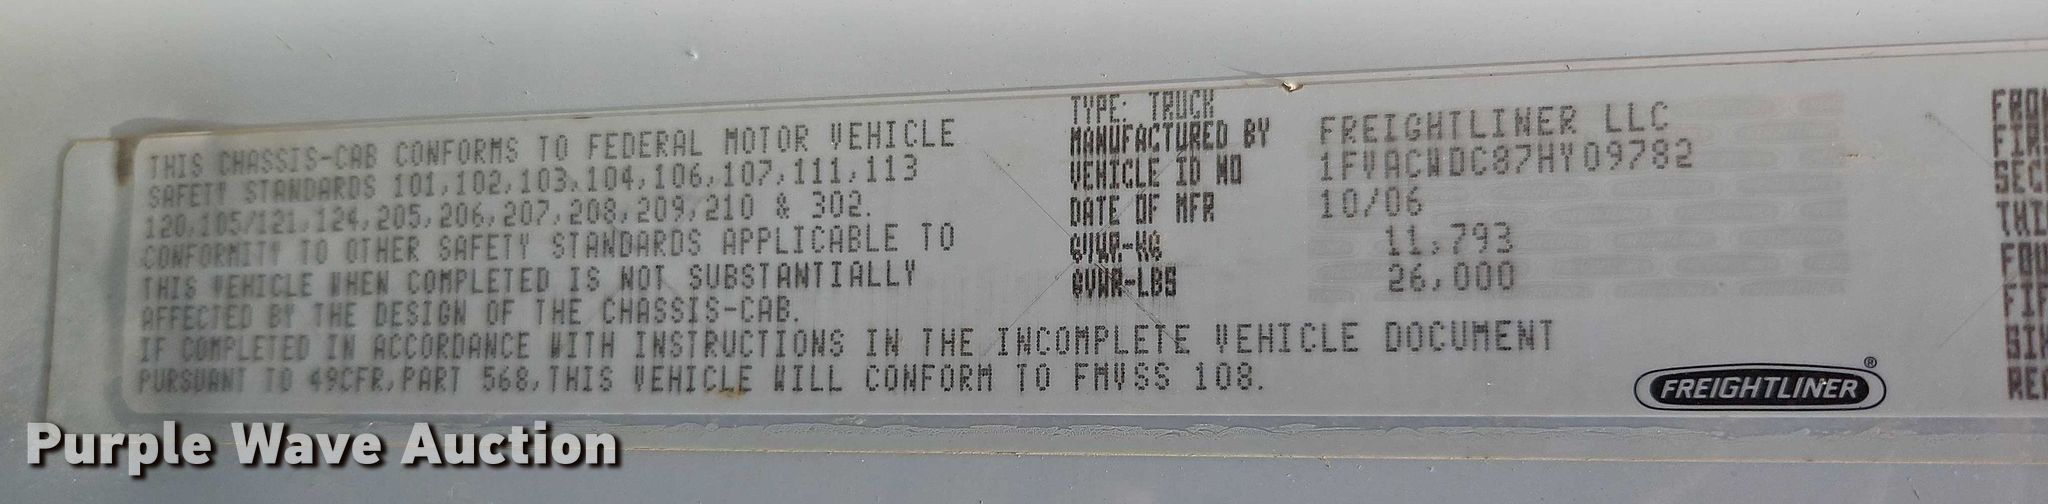 THIS CHASSIS-CAB CONFORMS TO FEDERAL MOTOR VEHICLE
SAFETY STANDARDS 101,102,103,104,106,107,111,113
120,105/121,124,205,206,207,208,209,210 & 302.
CONFORMITY TO OTHER SAFETY STANDARDS APPLICABLE TO
THIS VEHICLE WHEN COMPLETED IS NOT SUBSTANTIALLY
AFFECTED BY THE DESIGN OF THE CHASSIS-CAB.
IF COMPLETED IN ACCORDANCE WITH INSTRUCTIONS IN THE INCOMPLETE VEHICLE DOCUMENT
PURSUANT TO 49CFR,PART 568,THIS VEHICLE WILL CONFORM TO FMVSS 108.
TYPE: TRUCK
MANUFACTURED BY FREIGHTLINER LLC
VEHICLE ID NO 1FVACWDC87HY09782
DATE OF MFR 10/06
GVWR-KG 11,793
GVWR-LBS 26,000
FREIGHTLINER®
Purple Wave Auction